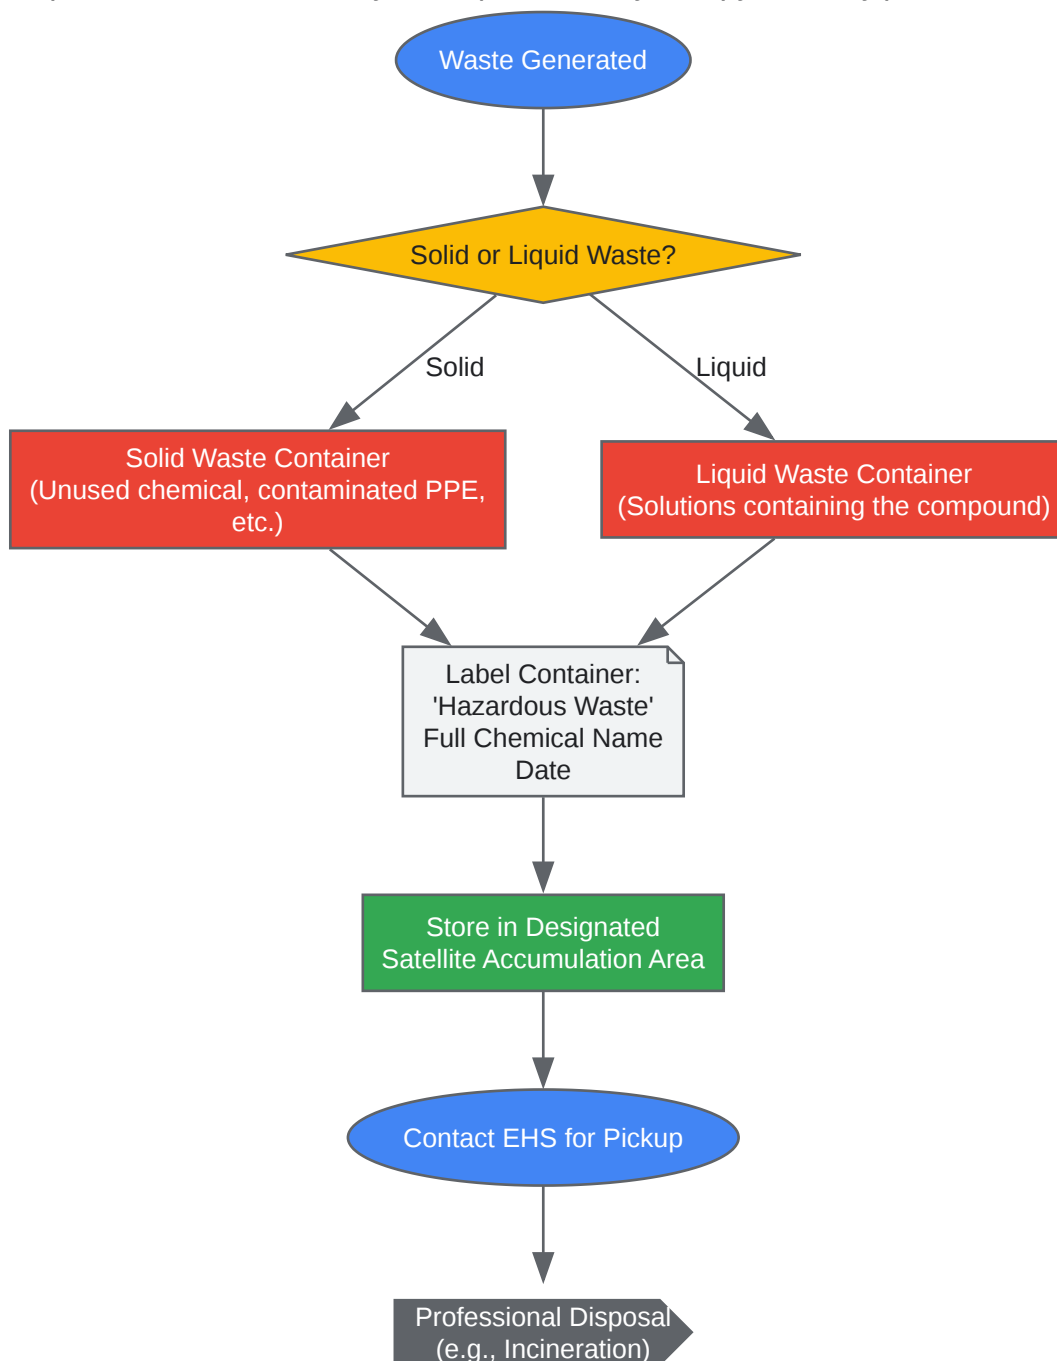 Waste Generated
Solid or Liquid Waste?
Solid
Liquid
Solid Waste Container
(Unused chemical, contaminated PPE,
etc.)
Liquid Waste Container
(Solutions containing the compound)
Label Container:
'Hazardous Waste'
Full Chemical Name
Date
Store in Designated
Satellite Accumulation Area
Contact EHS for Pickup
Professional Disposal
(e.g., Incineration)